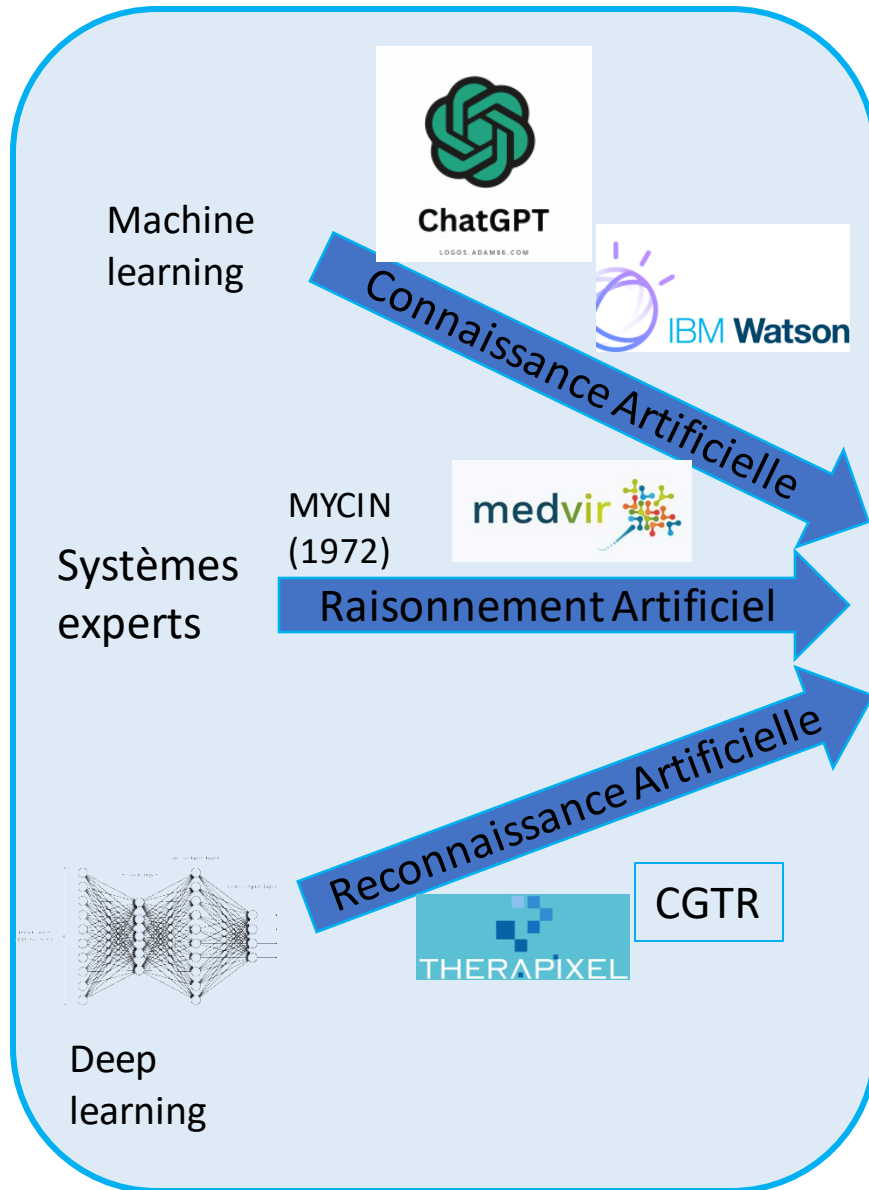 ChatGPT
LOGOS.ADAM96.COM
Machine
learning
IBM Watson
Connaissance Artificielle
medvir
MYCIN
(1972)
Systèmes
experts
Raisonnement Artificiel
Reconnaissance Artificielle
CGTR
THERAPIXEL
Deep
learning